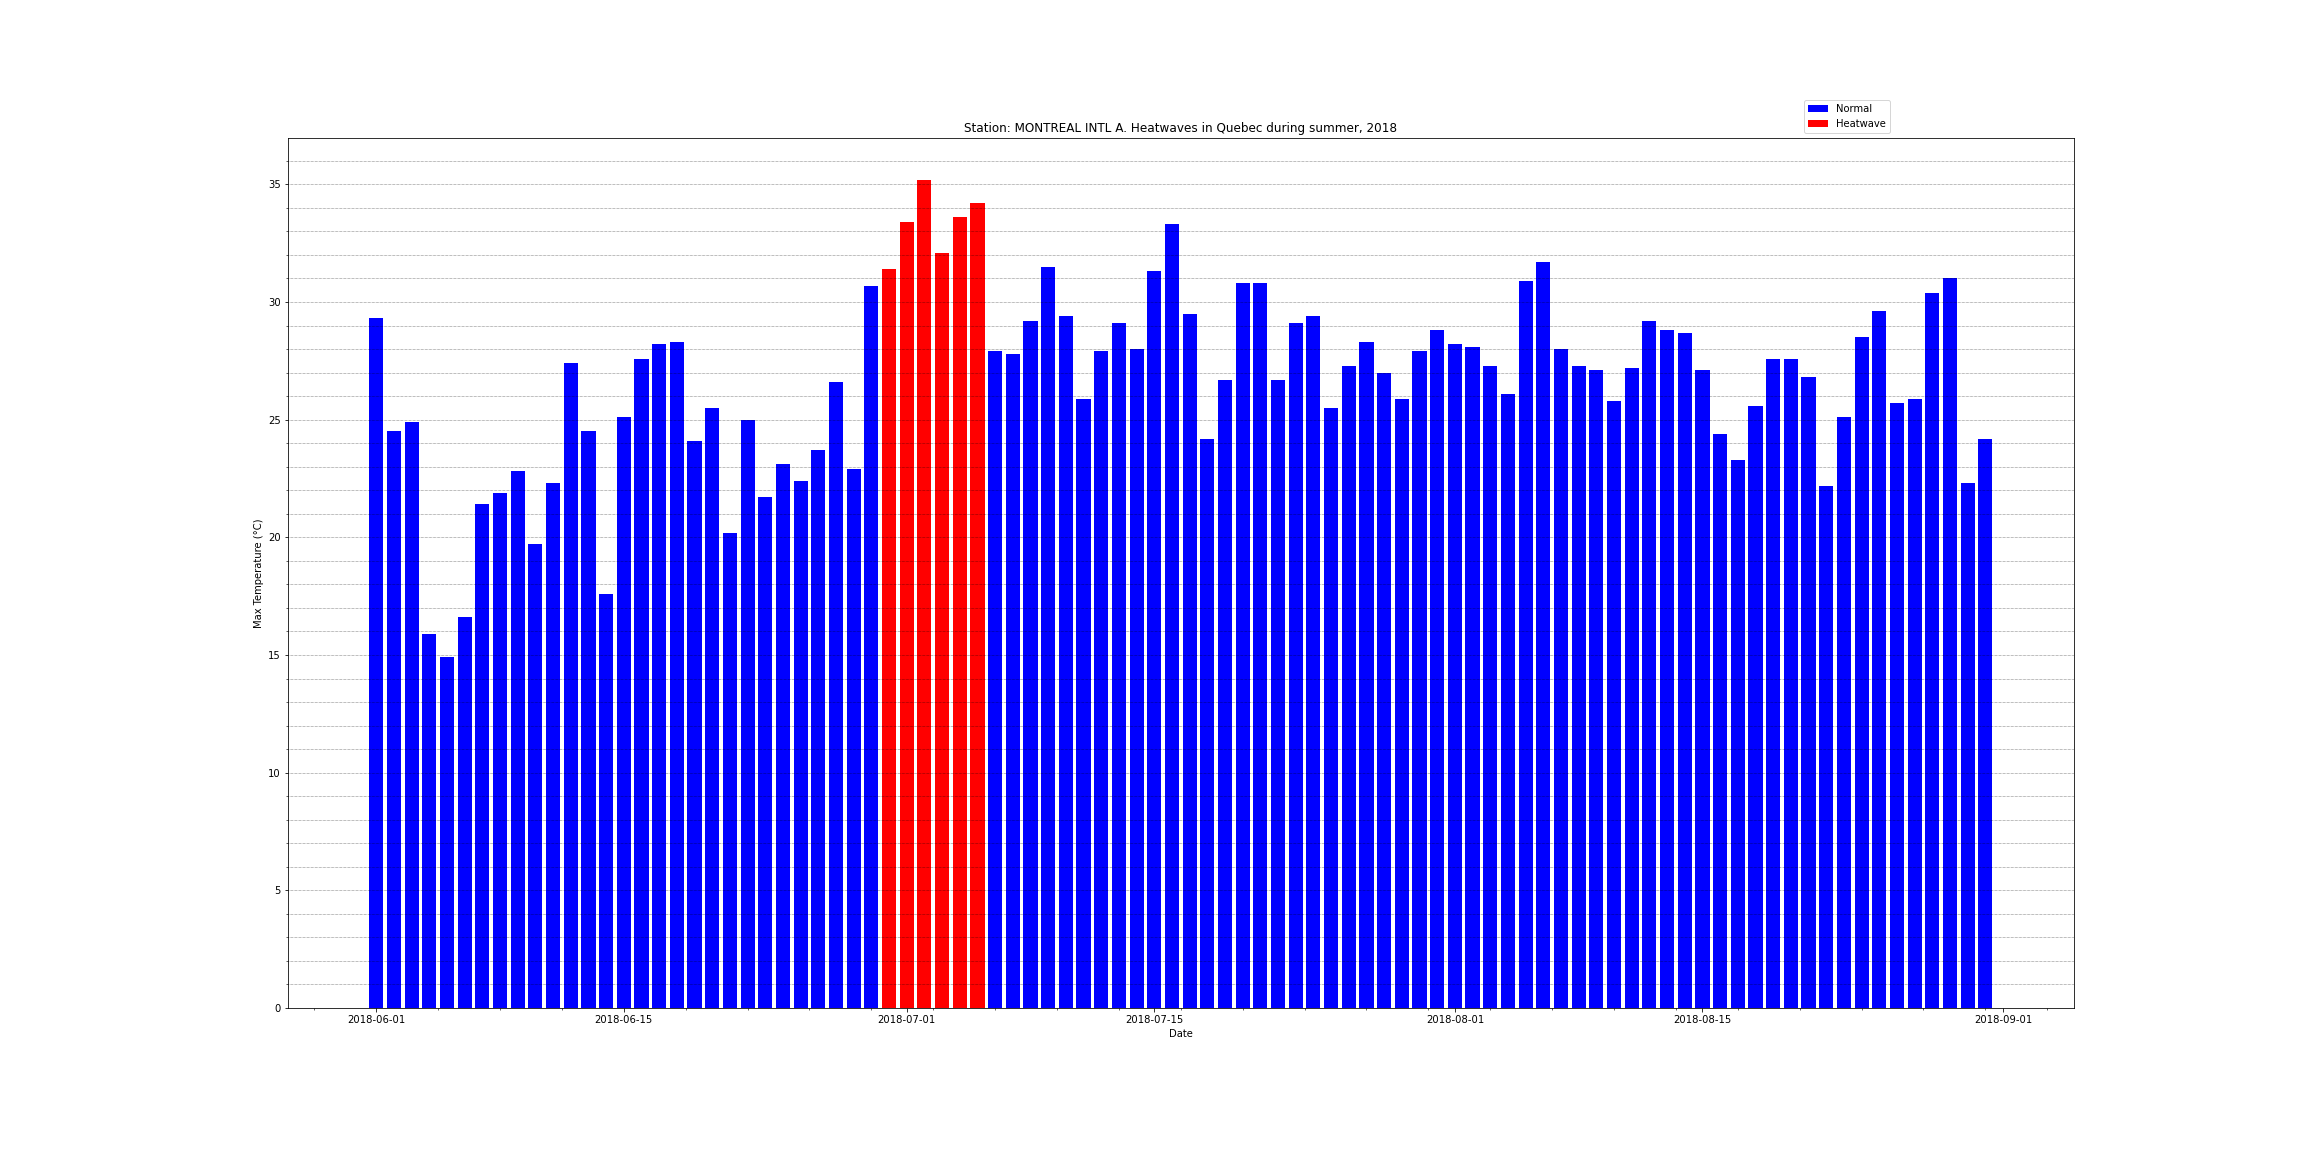 Normal
Heatwave
Station: MONTREAL INTL A. Heatwaves in Quebec during summer, 2018
35
30
25
20
15
10
5
0
Max Temperature (°C)
2018-06-01 2018-06-15 2018-07-01 2018-07-15 2018-08-01 2018-08-15 2018-09-01
Date